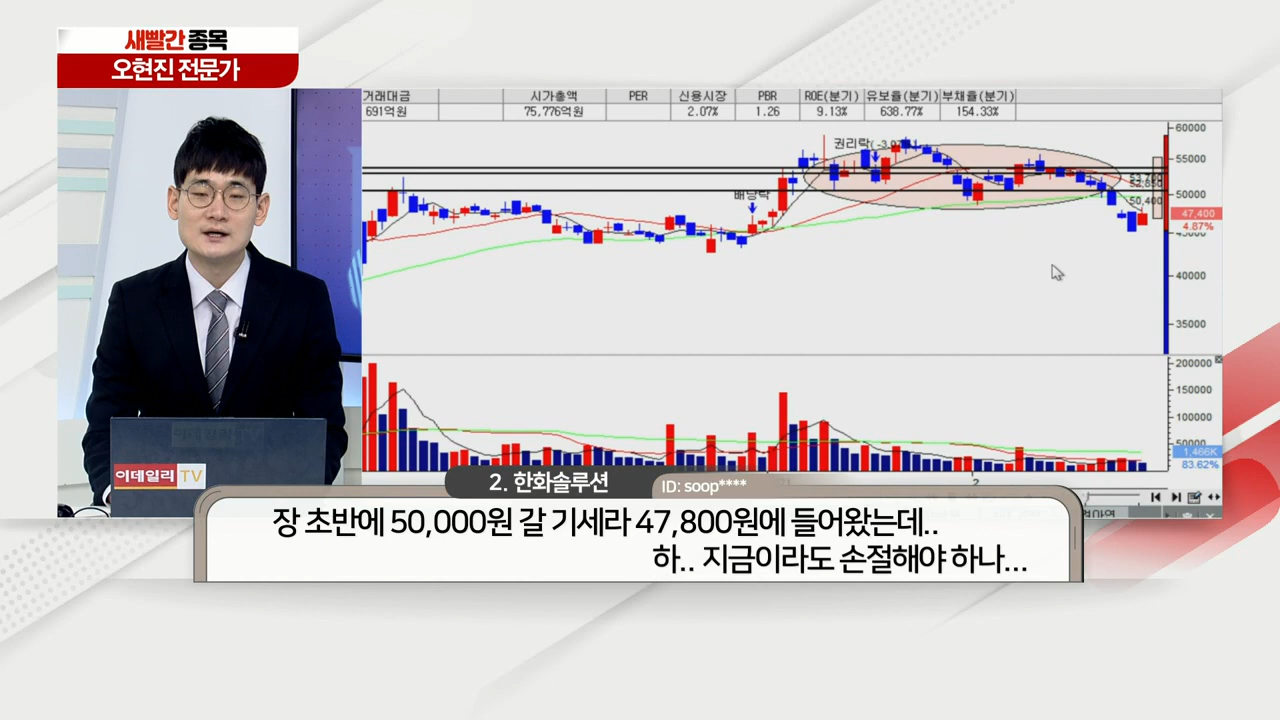 새빨간 종목
오현진 전문가
거래대금 시가총액 PER 신용시장 PBR ROE(분기) 유보율(분기) 부채율(분기)
691억원 75,776억원 2.07% 1.26 9.13% 638.77% 154.33%
60000
권리락(
55000
배당락
52,850
50000
50,400
47,400
4.87%
40000
35000
200000
150000
100000
50000
1,466K
83.62%
2
이데일리 TV
2. 한화솔루션
ID: soop****
장 초반에 50,000원 갈 기세라 47,800원에 들어왔는데..
하.. 지금이라도 손절해야 하나...